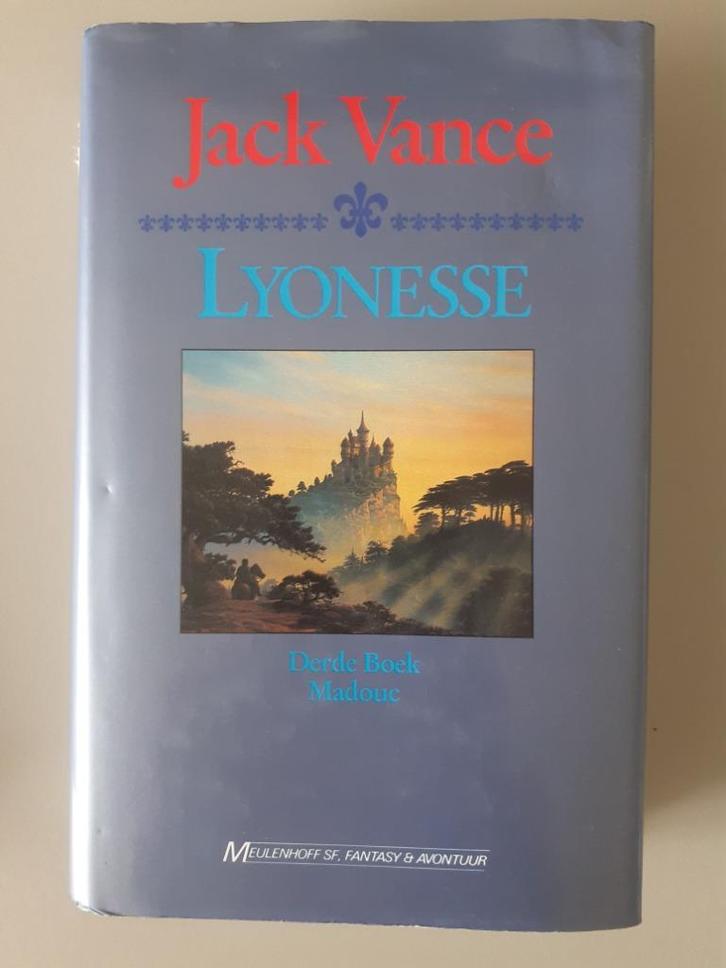 Jack Vance
LYONESSE
Derde Boek
Madouc
MEULENHOFF SF, FANTASY & AVONTUUR